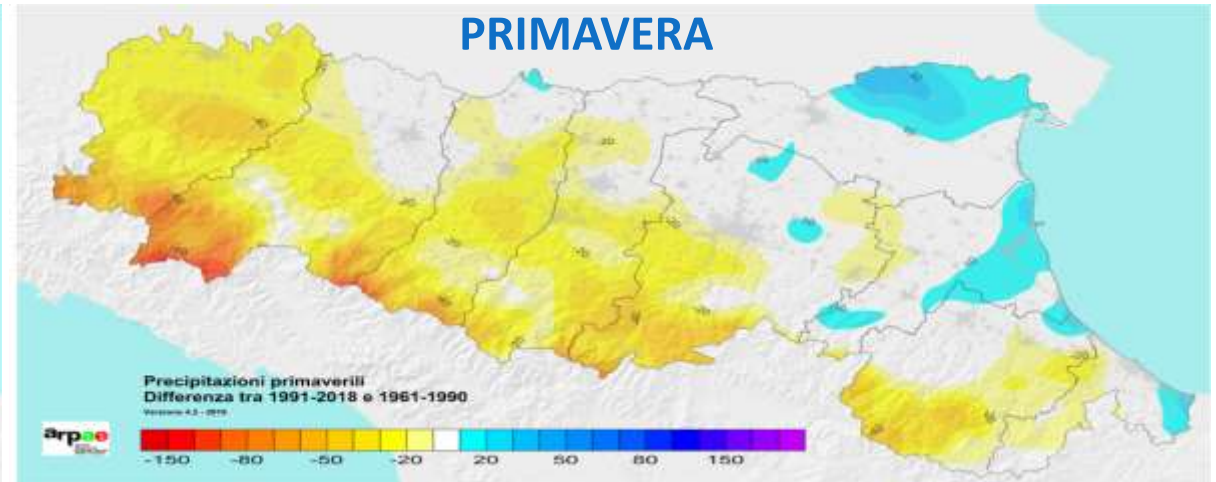 PRIMAVERA
Precipitazioni primaverili
Differenza tra 1991-2018 e 1961-1990
arpae
-150 -80 -50 -20 20 50 80 150